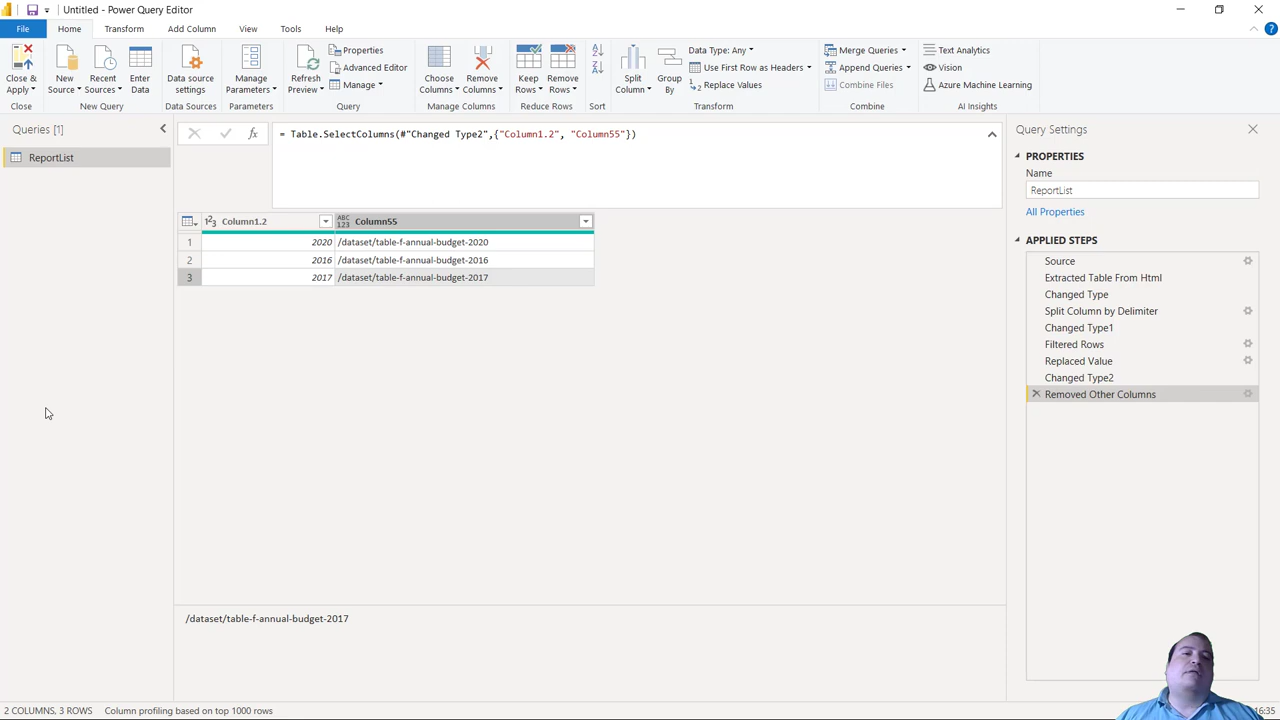 Untitled - Power Query Editor
File
Home
Transform
Add Column
View
Tools
Help
Close & Apply
New Source
Recent Sources
Enter Data
Data source settings
Manage Parameters
Refresh Preview
Properties
Advanced Editor
Manage
Choose Columns
Remove Columns
Keep Rows
Remove Rows
Split Column
Group By
Data Type: Any
Use First Row as Headers
Replace Values
Merge Queries
Append Queries
Combine Files
Text Analytics
Vision
Azure Machine Learning
Close
New Query
Data Sources
Parameters
Query
Manage Columns
Reduce Rows
Sort
Transform
Combine
AI Insights
Queries [1]
ReportList
fx
= Table.SelectColumns(#"Changed Type2",{"Column1.2", "Column55"})
123 Column1.2
ABC 123 Column55
1 2020 /dataset/table-f-annual-budget-2020
2 2016 /dataset/table-f-annual-budget-2016
3 2017 /dataset/table-f-annual-budget-2017
/dataset/table-f-annual-budget-2017
Query Settings
PROPERTIES
Name
ReportList
All Properties
APPLIED STEPS
Source
Extracted Table From Html
Changed Type
Split Column by Delimiter
Changed Type1
Filtered Rows
Replaced Value
Changed Type2
Removed Other Columns
2 COLUMNS, 3 ROWS
Column profiling based on top 1000 rows
16:35